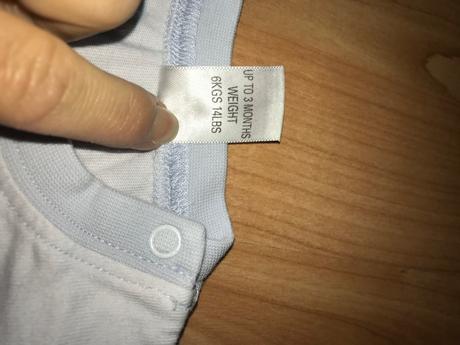 UP TO 3 MONTHS
WEIGHT
6KGS 14LBS